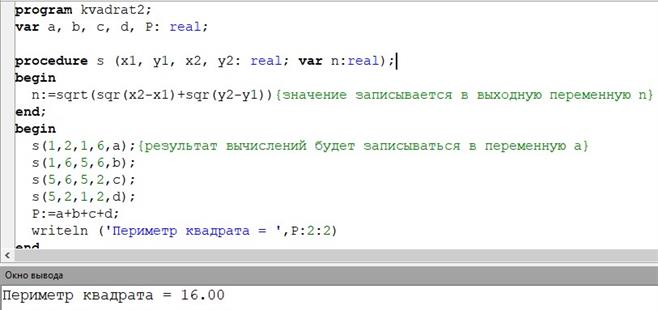 program kvadrat2;
var a, b, c, d, P: real;
procedure s (x1, y1, x2, y2: real; var n:real);
begin
n:=sqrt(sqr(x2-x1)+sqr(y2-y1)){значение записывается в выходную переменную n}
end;
begin
s(1,2,1,6,a);{результат вычислений будет записываться в переменную a}
s(1,6,5,6,b);
s(5,6,5,2,c);
s(5,2,1,2,d);
P:=a+b+c+d;
writeln ('Периметр квадрата = ',P:2:2)
end
Окно вывода
Периметр квадрата = 16.00